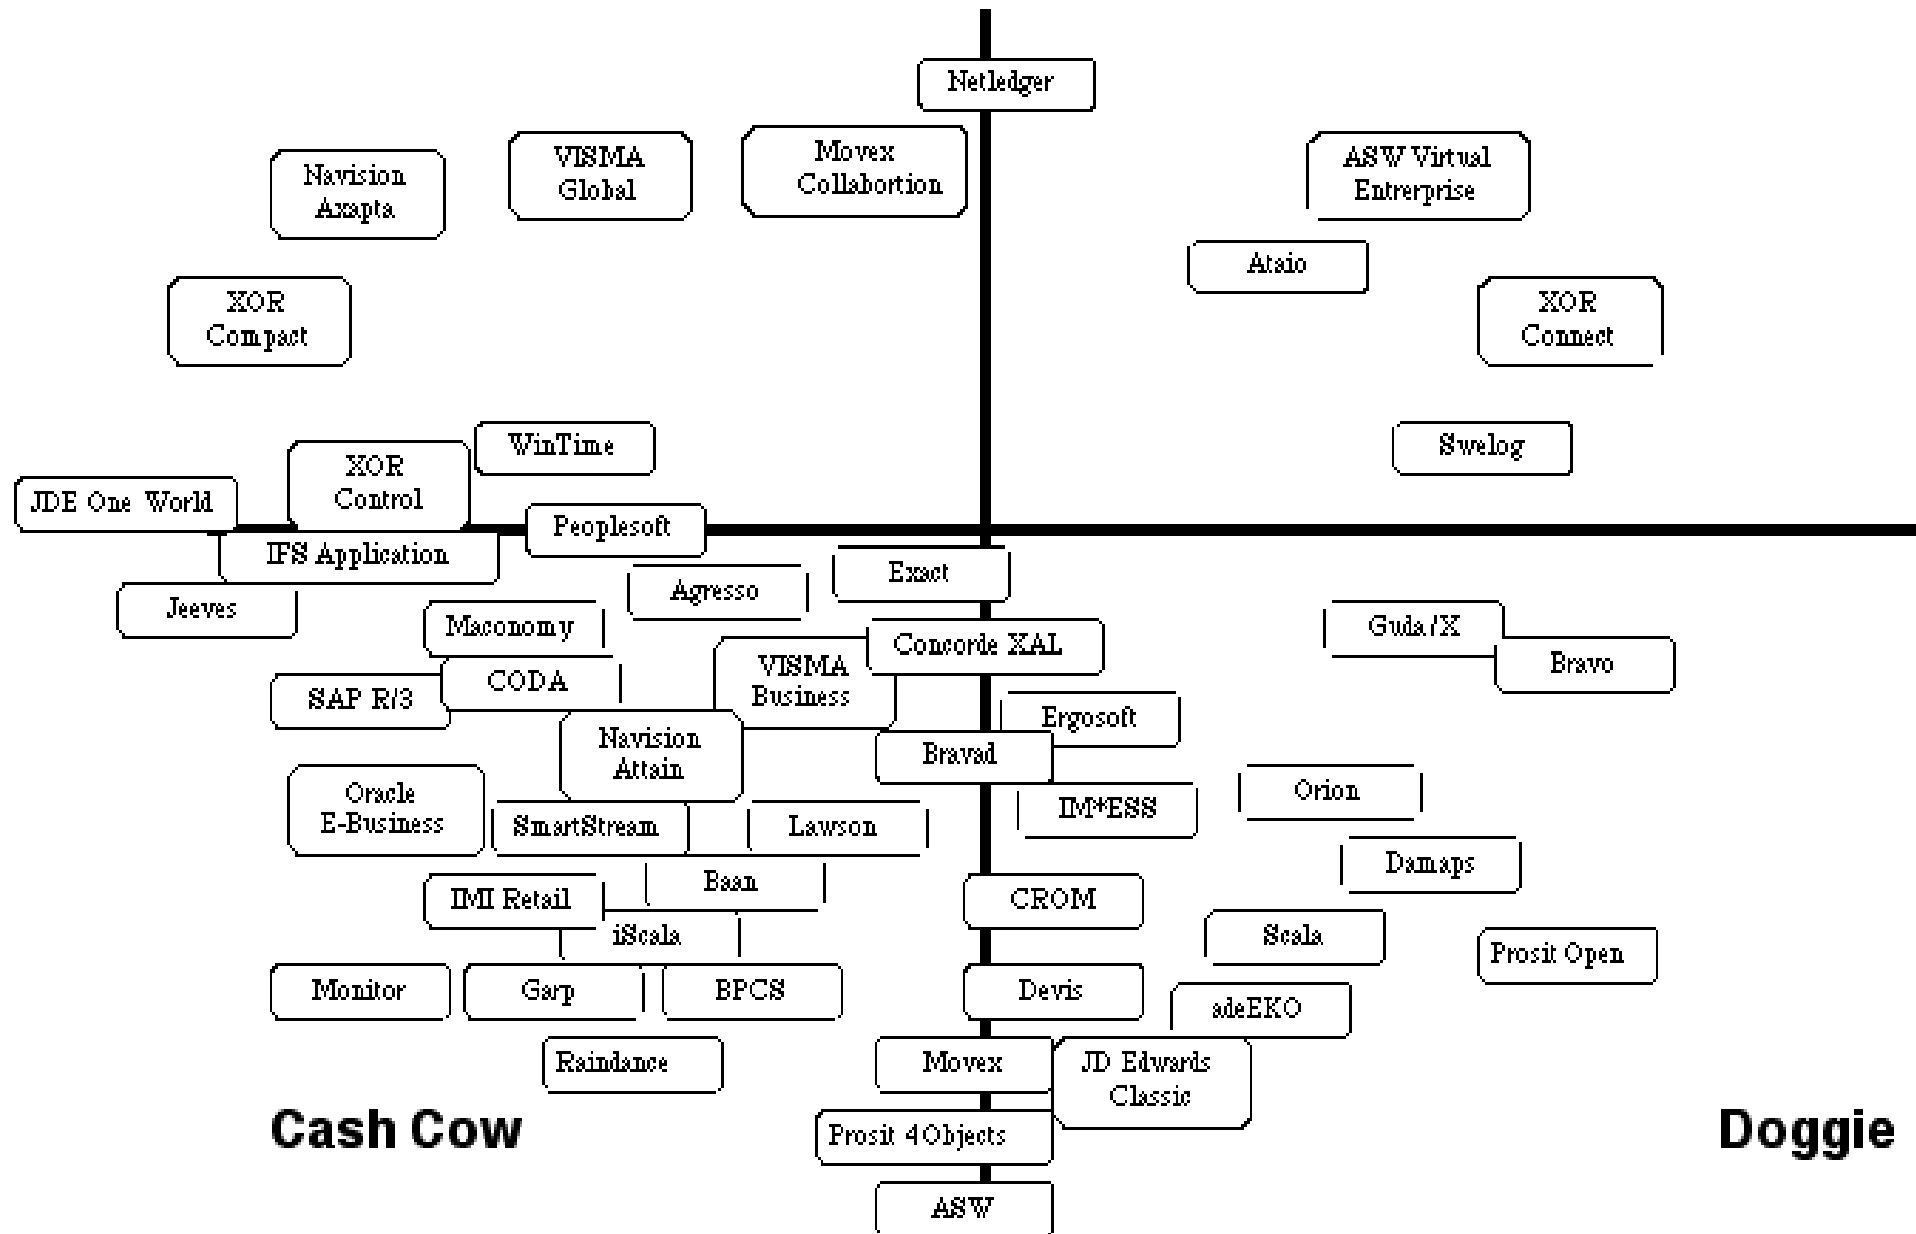 Netledger
Navision
Axapta
VISMA
Global
Movex
Collabortion
ASW Virtual
Entrerprise
Ataio
XOR
Compact
XOR
Connect
WinTime
Swelog
XOR
Control
JDE One World
Peoplesoft
IFS Application
Exact
Agresso
Jeeves
Maconomy
Guda/X
Concorde XAL
VISMA
Business
Bravo
CODA
SAP R/3
Ergosoft
Navision
Attain
Bravad
Oracle
E-Business
Orion
IM*ESS
SmartStream
Lawson
Damaps
Baan
IMI Retail
CROM
iScala
Scala
Prosit Open
Monitor
Garp
BPCS
Devis
adeEKO
Raindance
Movex
JD Edwards
Classic
Cash Cow
Prosit 4Objects
Doggie
ASW